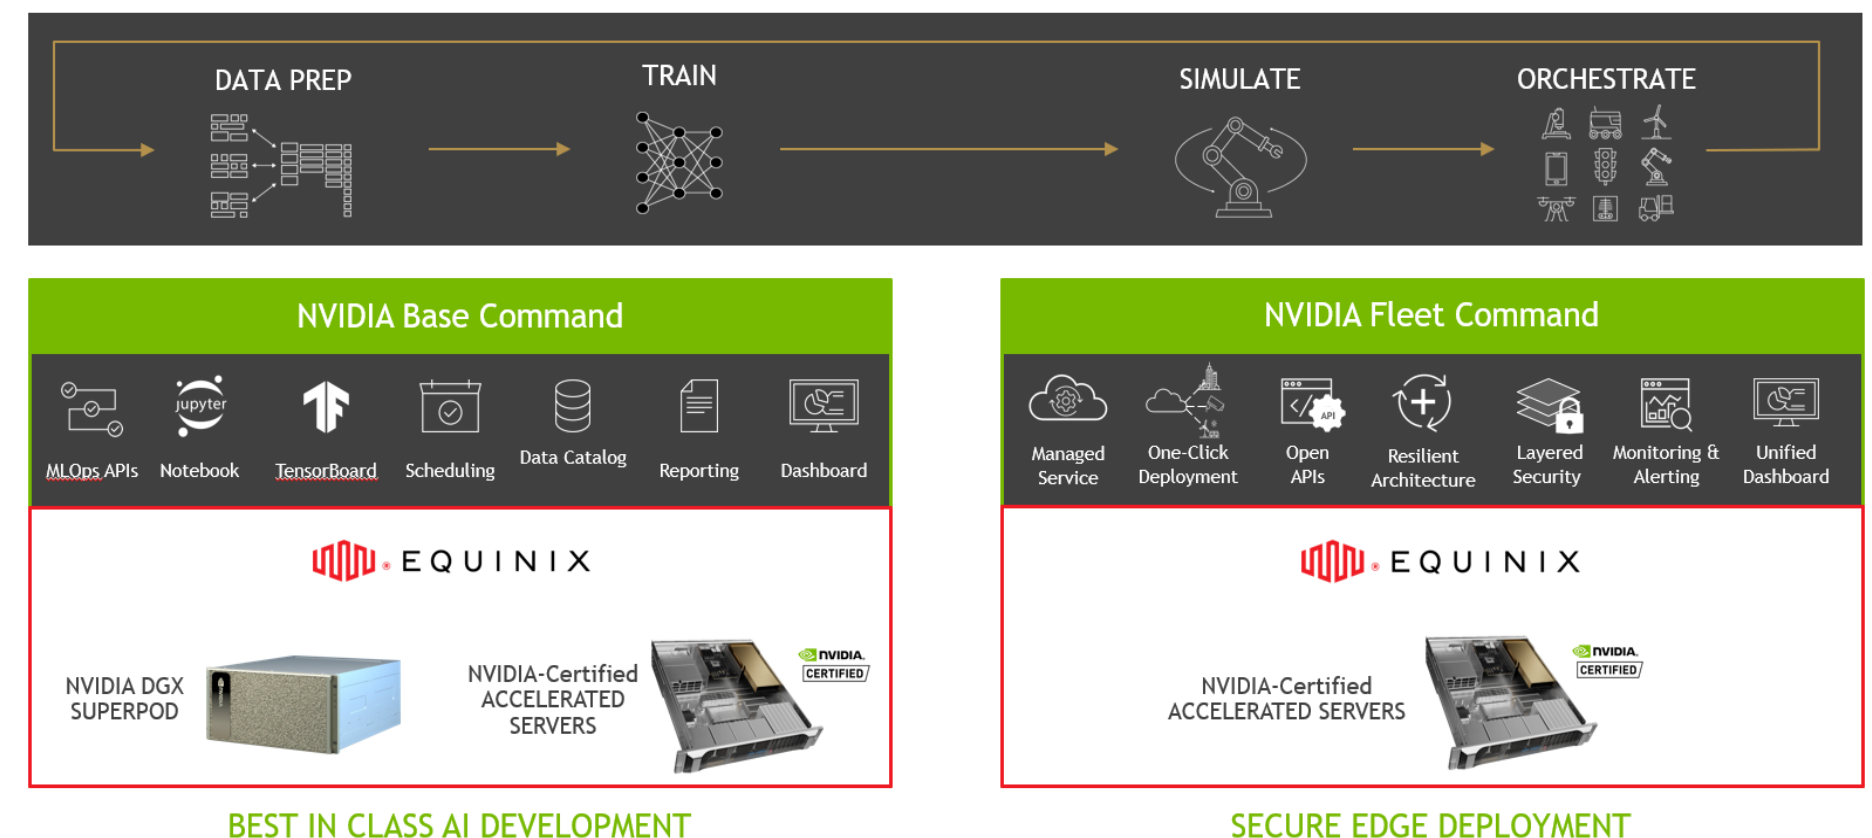 DATA PREP
TRAIN
SIMULATE
ORCHESTRATE
NVIDIA Base Command
jupyter
MLOps APIs
Notebook
TensorBoard
Scheduling
Data Catalog
Reporting
Dashboard
EQUINIX
NVIDIA DGX
SUPERPOD
NVIDIA-Certified
ACCELERATED
SERVERS
NVIDIA.
CERTIFIED
BEST IN CLASS AI DEVELOPMENT
NVIDIA Fleet Command
API
Managed
Service
One-Click
Deployment
Open
APIs
Resilient
Architecture
Layered
Security
Monitoring &
Alerting
Unified
Dashboard
EQUINIX
NVIDIA-Certified
ACCELERATED SERVERS
NVIDIA.
CERTIFIED
SECURE EDGE DEPLOYMENT